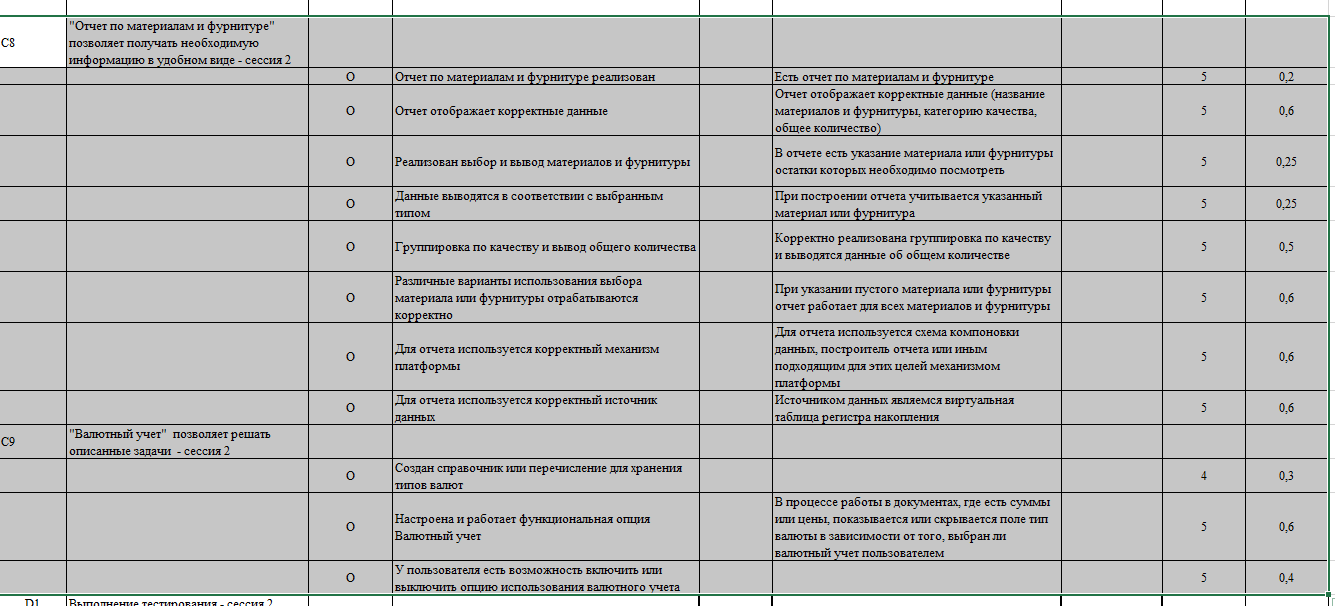 C8
"Отчет по материалам и фурнитуре"
позволяет получать необходимую
информацию в удобном виде - сессия 2
О
Отчет по материалам и фурнитуре реализован
Есть отчет по материалам и фурнитуре
5
0,2
О
Отчет отображает корректные данные
Отчет отображает корректные данные (название
материалов и фурнитуры, категорию качества,
общее количество)
5
0,6
О
Реализован выбор и вывод материалов и фурнитуры
В отчете есть указание материала или фурнитуры
остатки которых необходимо посмотреть
5
0,25
О
Данные выводятся в соответствии с выбранным
типом
При построении отчета учитывается указанный
материал или фурнитура
5
0,25
О
Группировка по качеству и вывод общего количества
Корректно реализована группировка по качеству
и выводятся данные об общем количестве
5
0,5
О
Различные варианты использования выбора
материала или фурнитуры отрабатываются
корректно
При указании пустого материала или фурнитуры
отчет работает для всех материалов и фурнитуры
5
0,6
О
Для отчета используется корректный механизм
платформы
Для отчета используется схема компоновки
данных, построитель отчета или иным
подходящим для этих целей механизмом
платформы
5
0,6
О
Для отчета используется корректный источник
данных
Источником данных являемся виртуальная
таблица регистра накопления
5
0,6
C9
"Валютный учет"  позволяет решать
описанные задачи  - сессия 2
О
Создан справочник или перечисление для хранения
типов валют
4
0,3
О
Настроена и работает функциональная опция
Валютный учет
В процессе работы в документах, где есть суммы
или цены, показывается или скрывается поле тип
валюты в зависимости от того, выбран ли
валютный учет пользователем
5
0,6
О
У пользователя есть возможность включить или
выключить опцию использования валютного учета
5
0,4
D1
Выполнение тестирования - сессия 2